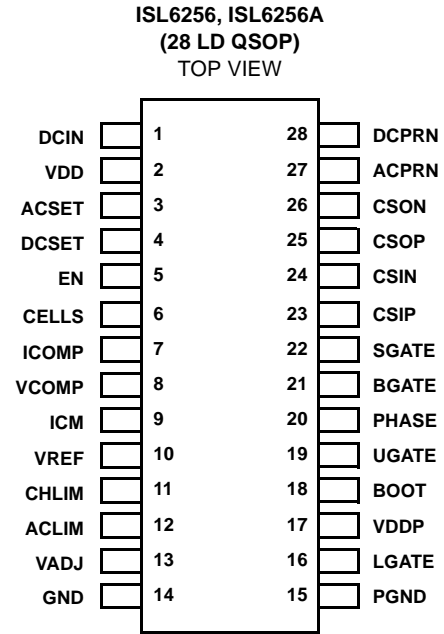 ISL6256, ISL6256A
(28 LD QSOP)
TOP VIEW
DCIN 1 28 DCPRN
VDD 2 27 ACPRN
ACSET 3 26 CSON
DCSET 4 25 CSOP
EN 5 24 CSIN
CELLS 6 23 CSIP
ICOMP 7 22 SGATE
VCOMP 8 21 BGATE
ICM 9 20 PHASE
VREF 10 19 UGATE
CHLIM 11 18 BOOT
ACLIM 12 17 VDDP
VADJ 13 16 LGATE
GND 14 15 PGND